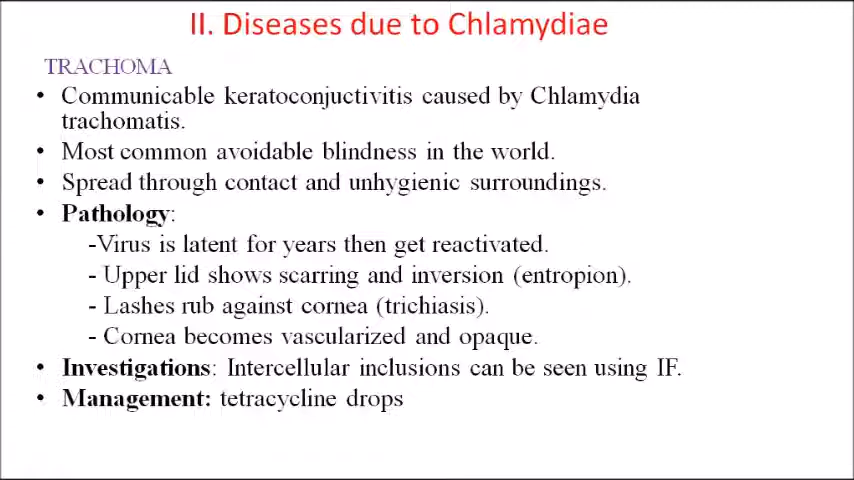 II. Diseases due to Chlamydiae
TRACHOMA
• Communicable keratoconjuctivitis caused by Chlamydia
trachomatis.
• Most common avoidable blindness in the world.
• Spread through contact and unhygienic surroundings.
• Pathology:
-Virus is latent for years then get reactivated.
- Upper lid shows scarring and inversion (entropion).
- Lashes rub against cornea (trichiasis).
- Cornea becomes vascularized and opaque.
• Investigations: Intercellular inclusions can be seen using IF.
• Management: tetracycline drops